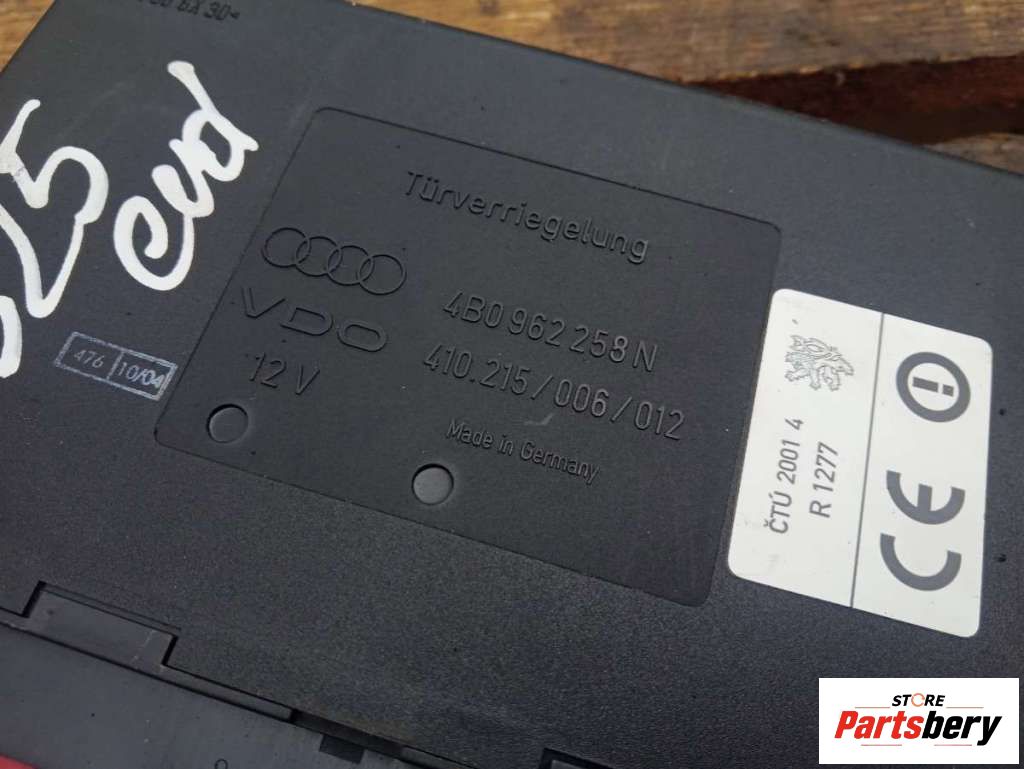 Türverriegelung
4B0 962 258 N
VDO
410.215/006/012
12 V
Made in Germany
476 10/04
ČTÚ 2001 4
R 1277
CE
STORE
Partsbery